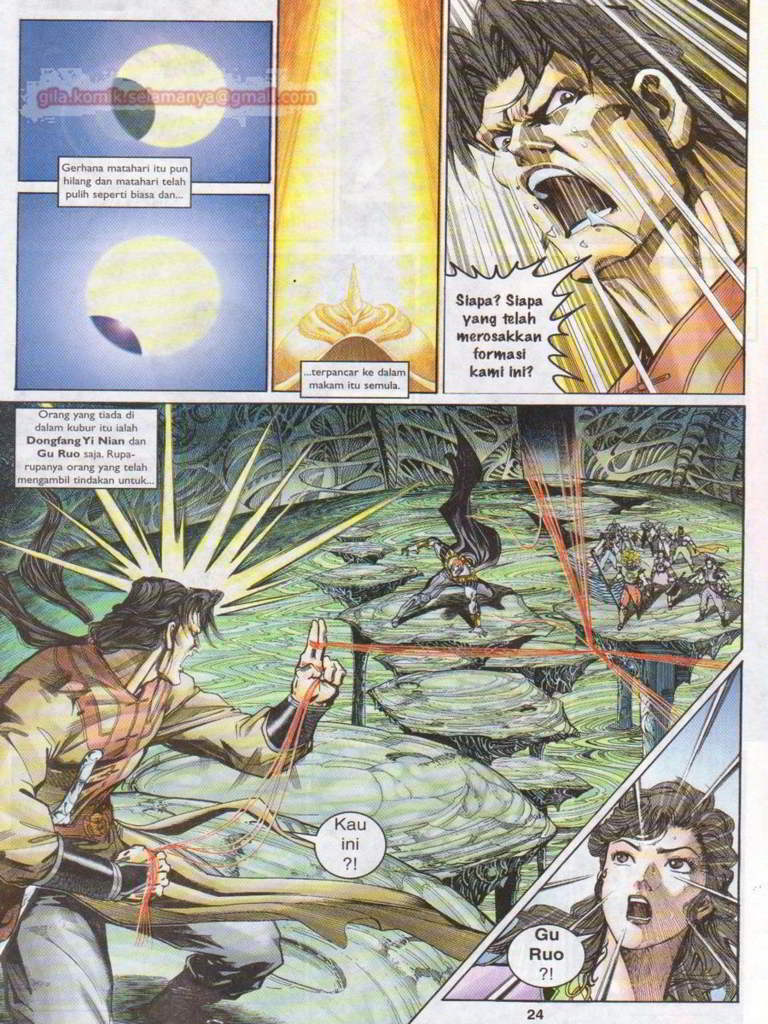 gila.komik.selamanya@gmail.com
Gerhana matahari itu pun
hilang dan matahari telah
pulih seperti biasa dan...
...terpancar ke dalam
makam itu semula.
Siapa? Siapa
yang telah
merosakkan
formasi
kami ini?
Orang yang tiada di
dalam kubur itu ialah
Dongfang Yi Nian dan
Gu Ruo saja. Rupa-
rupanya orang yang telah
mengambil tindakan untuk...
Kau
ini
?!
Gu
Ruo
?!
24